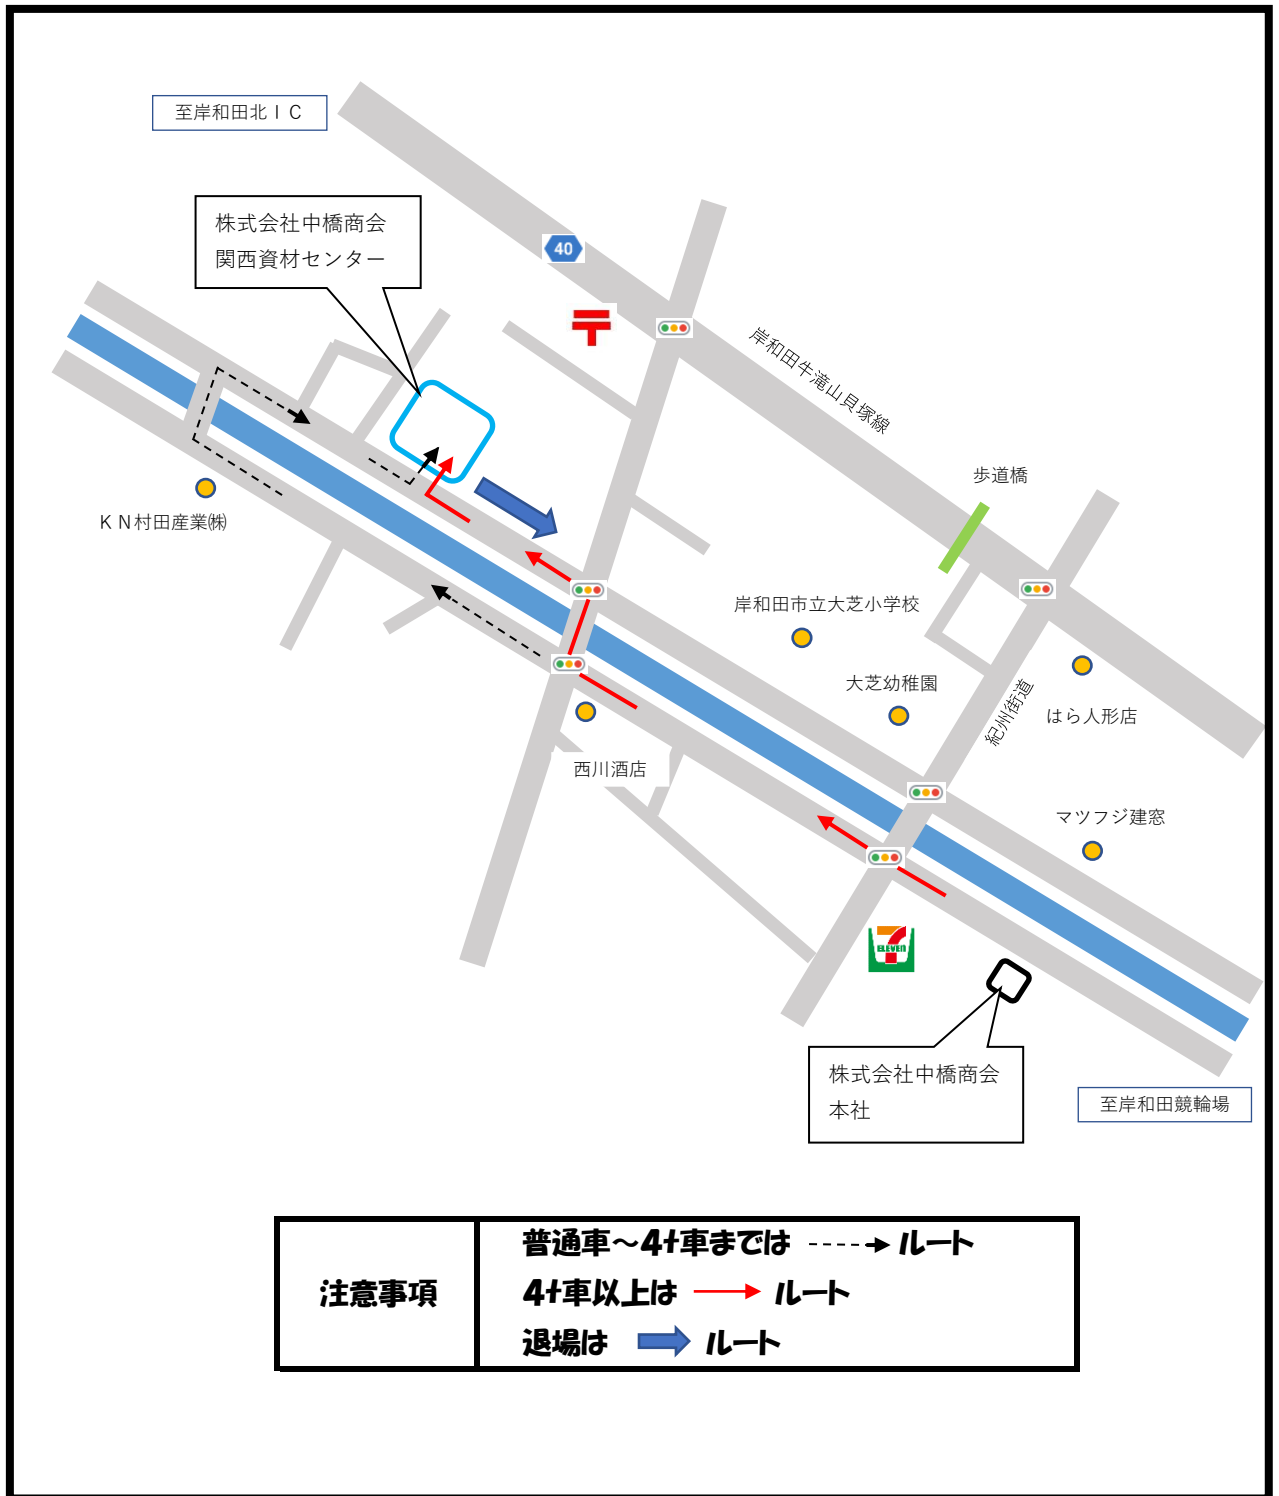 至岸和田北ＩＣ
株式会社中橋商会
関西資材センター
40
岸和田牛滝山貝塚線
歩道橋
ＫＮ村田産業㈱
岸和田市立大芝小学校
大芝幼稚園
紀州街道
はら人形店
西川酒店
マツフジ建窓
7
ELEVEn
株式会社中橋商会
本社
至岸和田競輪場
注意事項
普通車～4t車までは ルート
4t車以上は ルート
退場は ルート